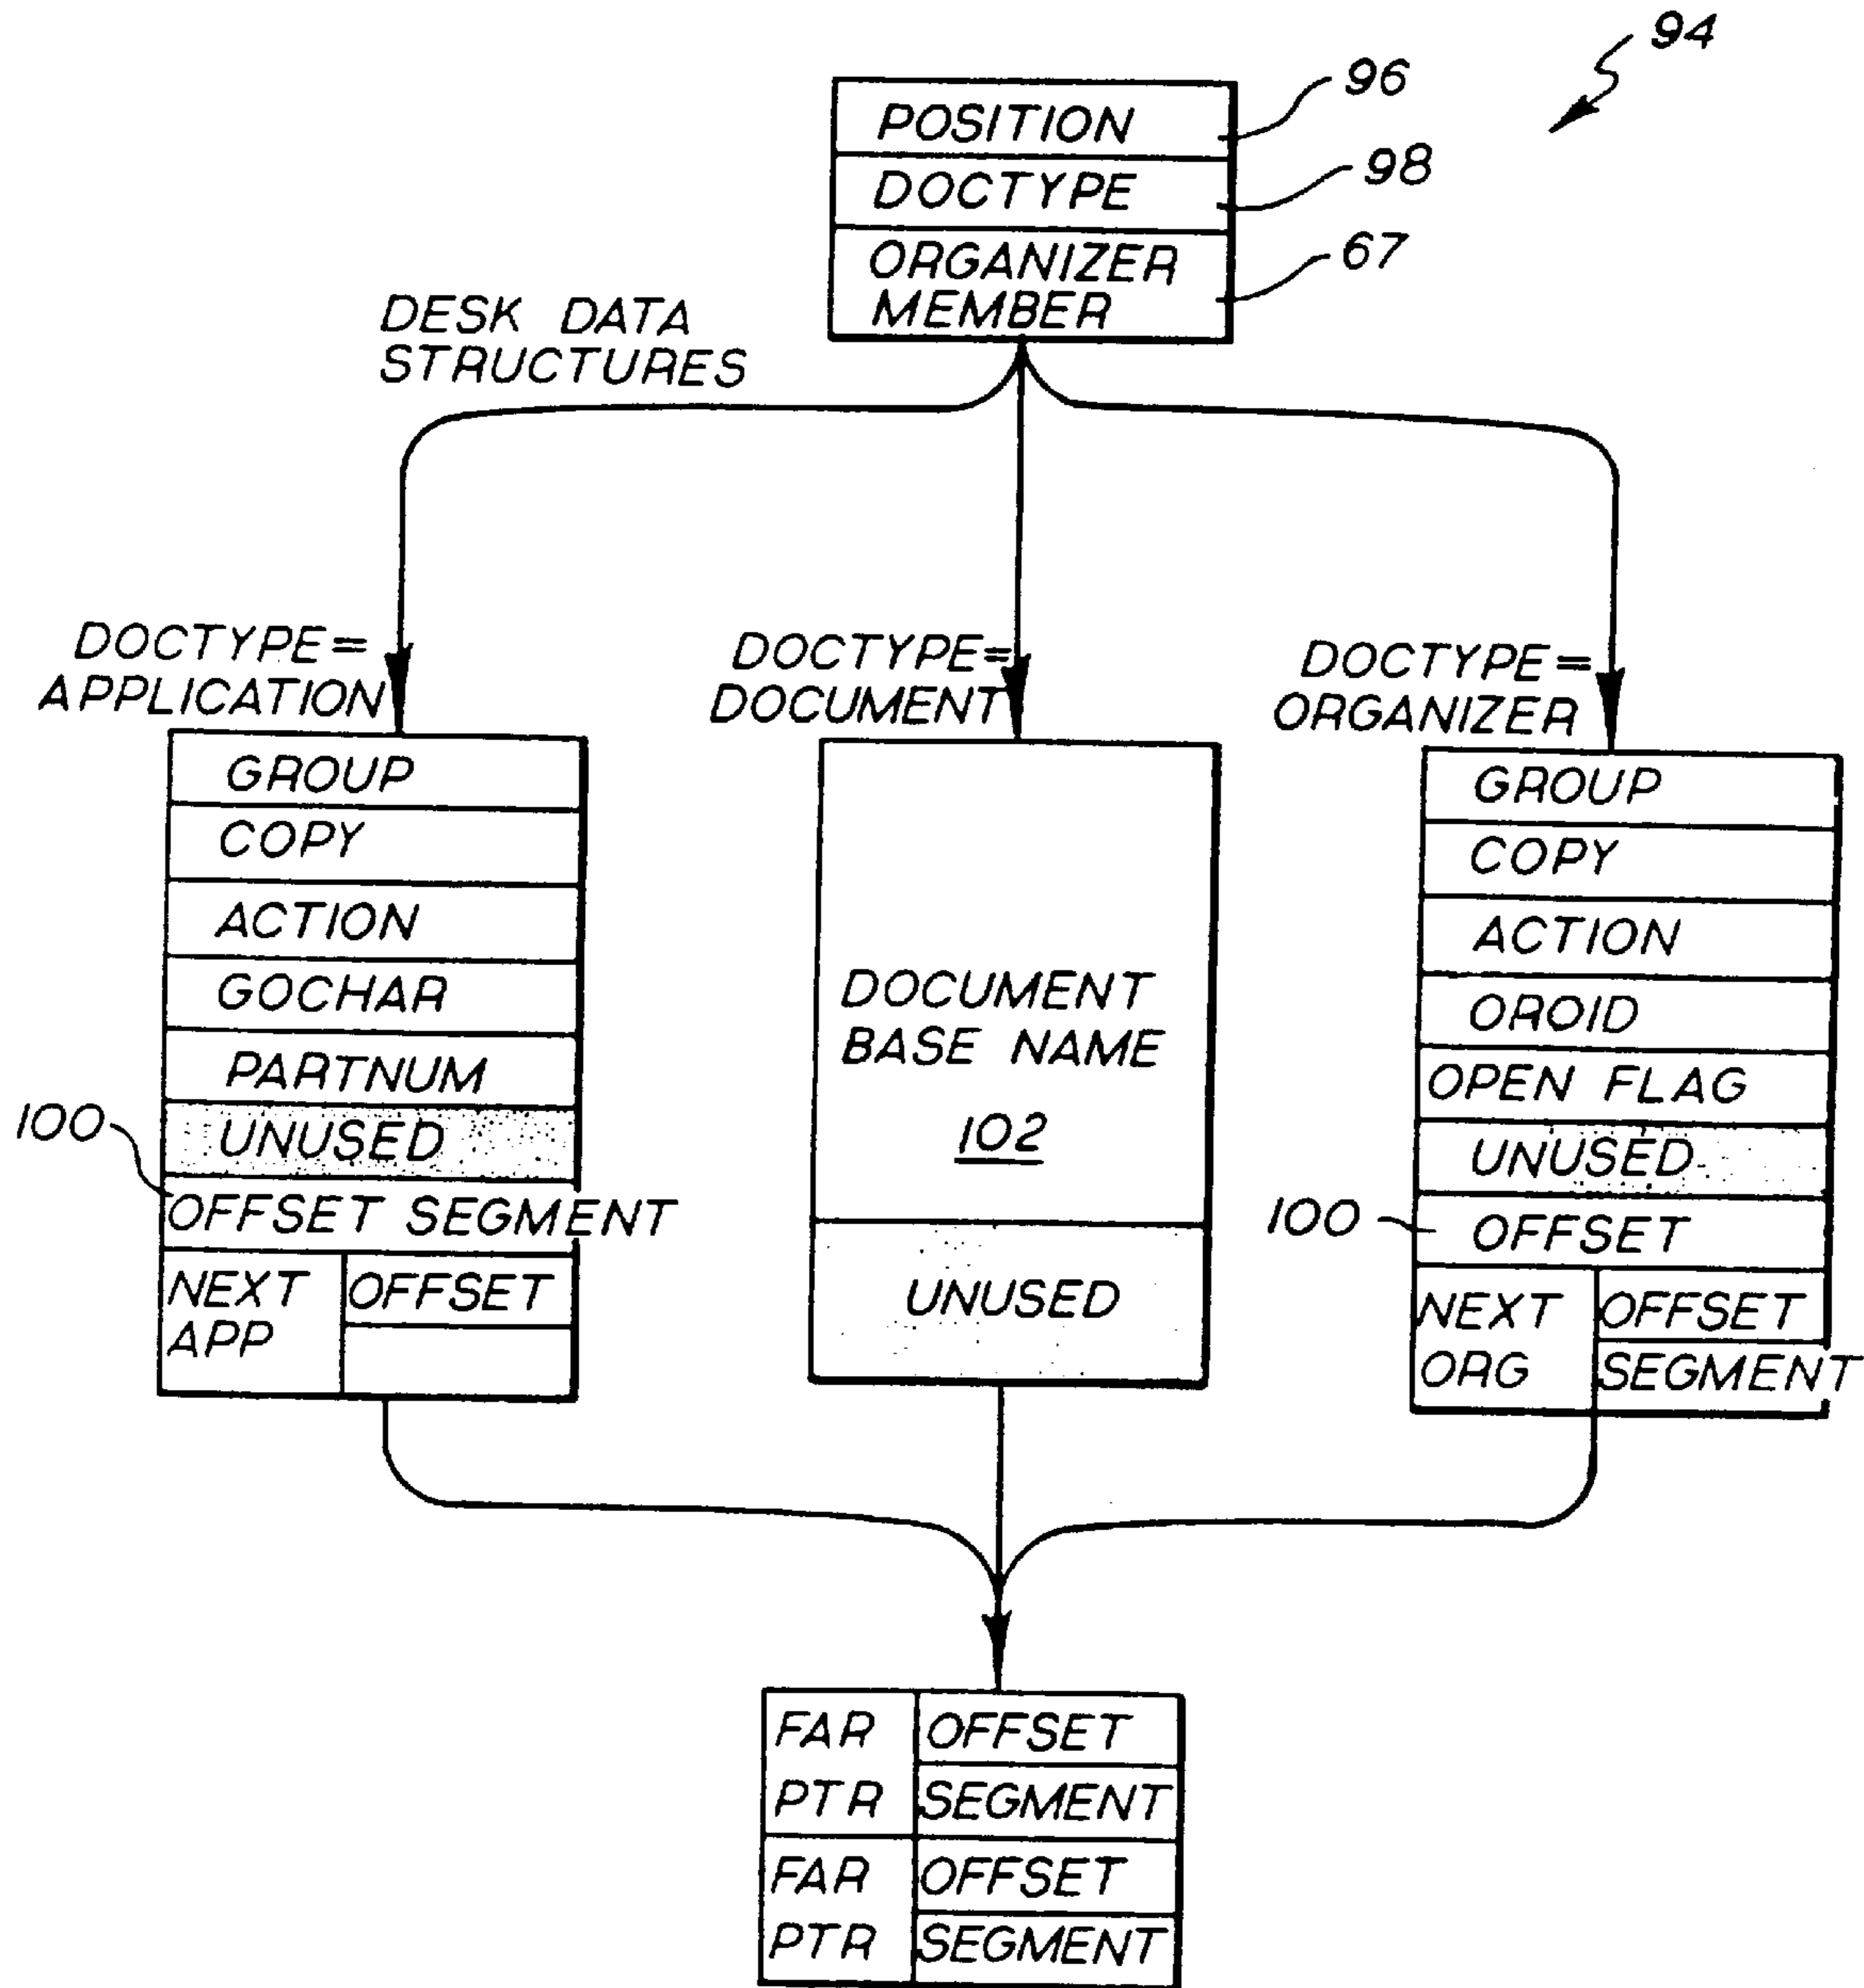 94
POSITION
96
DOCTYPE
98
ORGANIZER
MEMBER
67
DESK DATA
STRUCTURES
DOCTYPE=
APPLICATION
GROUP
COPY
ACTION
GOCHAR
PARTNUM
UNUSED
100
OFFSET SEGMENT
NEXT
APP
OFFSET
DOCTYPE=
DOCUMENT
DOCUMENT
BASE NAME
102
UNUSED
DOCTYPE=
ORGANIZER
GROUP
COPY
ACTION
OROID
OPEN FLAG
UNUSED
100
OFFSET
NEXT
ORG
OFFSET
SEGMENT
FAR
PTR
OFFSET
SEGMENT
FAR
PTR
OFFSET
SEGMENT